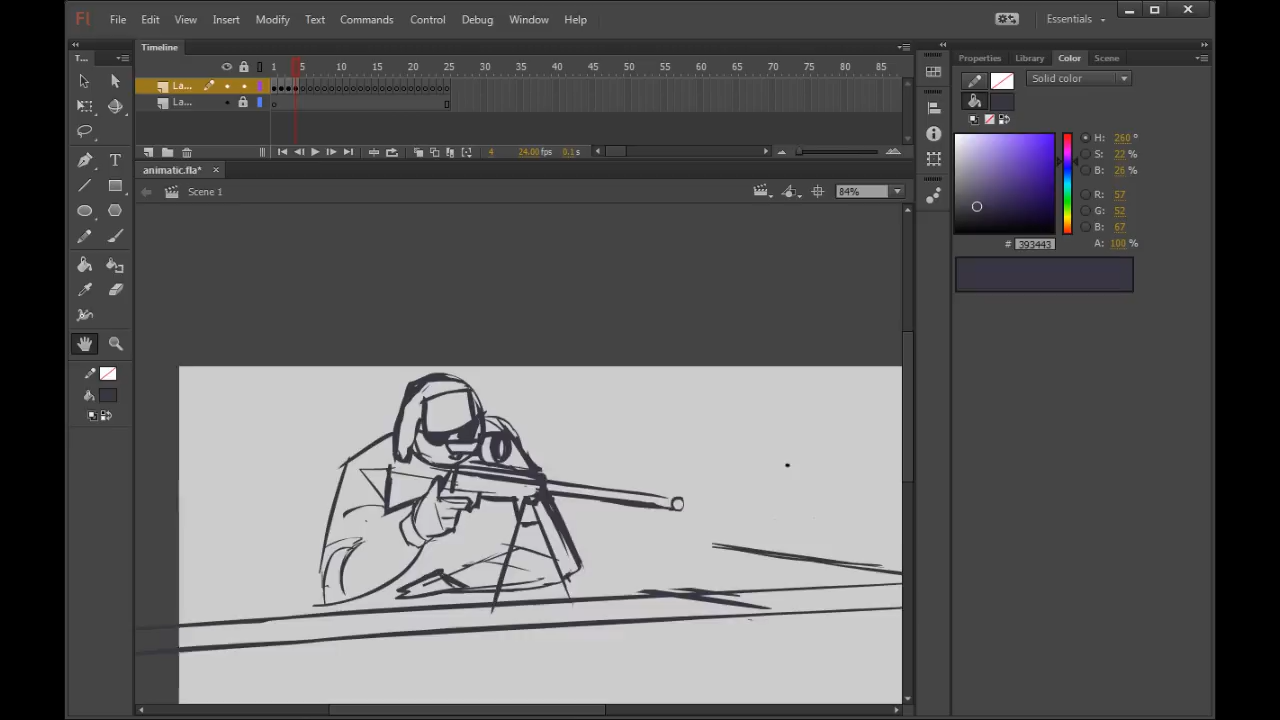 Fl File Edit View Insert Modify Text Commands Control Debug Window Help Essentials
T... Timeline Properties Library Color Scene
1 5 10 15 20 25 30 35 40 45 50 55 60 65 70 75 80 85
La...
La...
Solid color
H: 260 °
S: 22 %
B: 26 %
R: 57
G: 52
B: 67
# 393443 A: 100 %
4 24.00 fps 0.1 s
animatic.fla*
Scene 1 84%